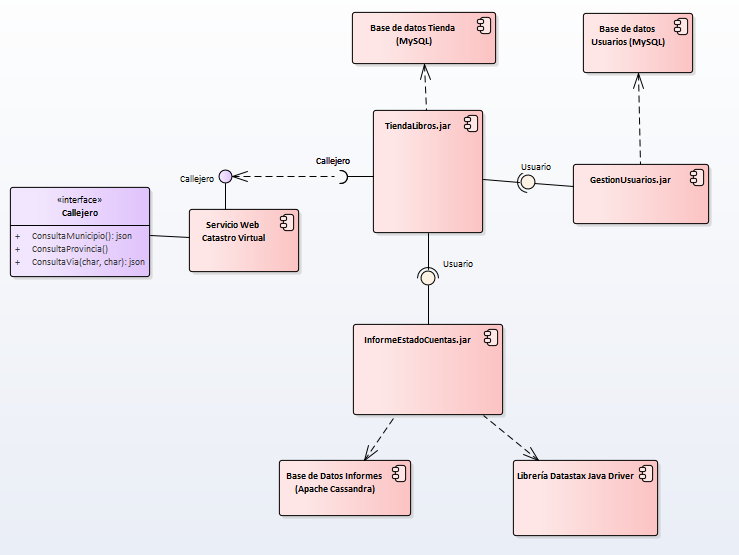 Base de datos Tienda
(MySQL)
Base de datos
Usuarios (MySQL)
TiendaLibros.jar
Callejero
Callejero
Usuario
GestionUsuarios.jar
«interface»
Callejero
+ ConsultaMunicipio(): json
+ ConsultaProvincia()
+ ConsultaVia(char, char): json
Servicio Web
Catastro Virtual
Usuario
InformeEstadoCuentas.jar
Base de Datos Informes
(Apache Cassandra)
Librería Datastax Java Driver